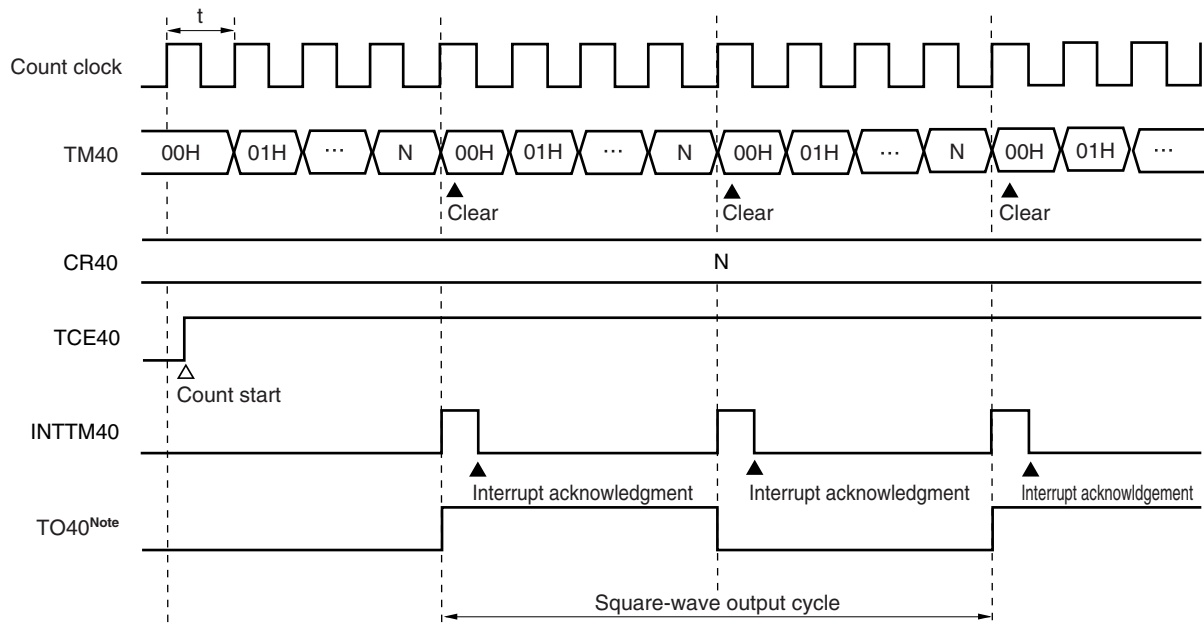 t
Count clock
TM40 00H 01H ... N 00H 01H ... N 00H 01H ... N 00H 01H ...
Clear Clear Clear
CR40 N
TCE40
Count start
INTTM40
Interrupt acknowledgment Interrupt acknowledgment Interrupt acknowldgement
TO40Note
Square-wave output cycle